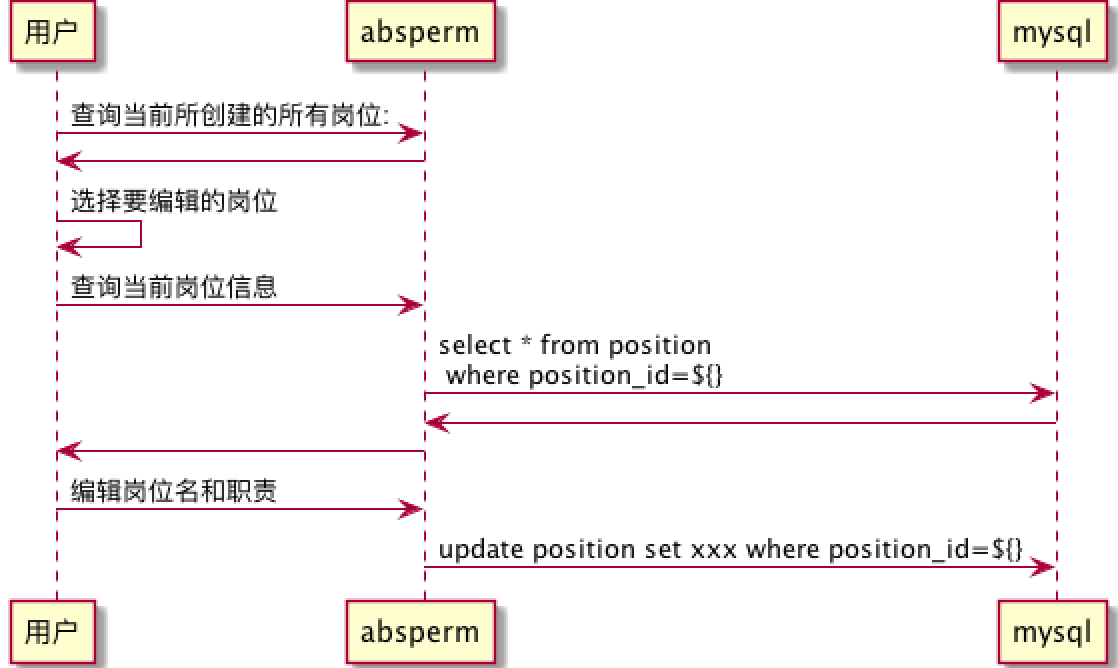 用户
absperm
mysql
查询当前所创建的所有岗位:
选择要编辑的岗位
查询当前岗位信息
select * from position
where position_id=${}
编辑岗位名和职责
update position set xxx where position_id=${}
用户
absperm
mysql